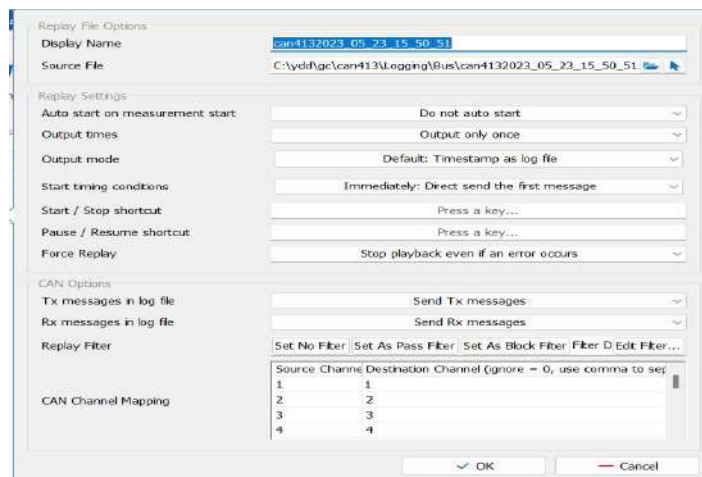 Replay File Options
Display Name can4132023_05_23_15_50_51
Source File C:\ydd\gc\can413\Logging\Bus\can4132023_05_23_15_50_51
Replay Settings
Auto start on measurement start Do not auto start
Output times Output only once
Output mode Default: Timestamp as log file
Start timing conditions Immediately: Direct send the first message
Start / Stop shortcut Press a key...
Pause / Resume shortcut Press a key...
Force Replay Stop playback even if an error occurs
CAN Options
Tx messages in log file Send Tx messages
Rx messages in log file Send Rx messages
Replay Filter Set No Filter Set As Pass Filter Set As Block Filter Filter D Edit Filter...
Source Channe Destination Channel (ignore = 0, use comma to sep
1 1
2 2
CAN Channel Mapping
3 3
4 4
OK Cancel